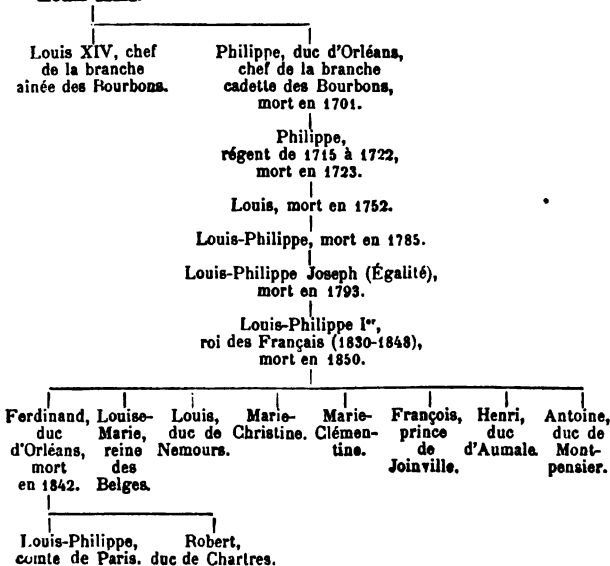 Louis XIV, chef
de la branche
aînée des Bourbons.
Philippe, duc d'Orléans,
chef de la branche
cadette des Bourbons,
mort en 1701.
Philippe,
régent de 1715 à 1722,
mort en 1723.
Louis, mort en 1752.
Louis-Philippe, mort en 1785.
Louis-Philippe Joseph (Égalité),
mort en 1793.
Louis-Philippe Iᵉʳ,
roi des Français (1830-1848),
mort en 1850.
Ferdinand,
duc
d'Orléans,
mort
en 1842.
Louise-
Marie,
reine
des
Belges.
Louis,
duc de
Nemours.
Marie-
Christine.
Marie-
Clémen-
tine.
François,
prince
de
Joinville.
Henri,
duc
d'Aumale.
Antoine,
duc de
Mont-
pensier.
Louis-Philippe,
comte de Paris.
Robert,
duc de Chartres.